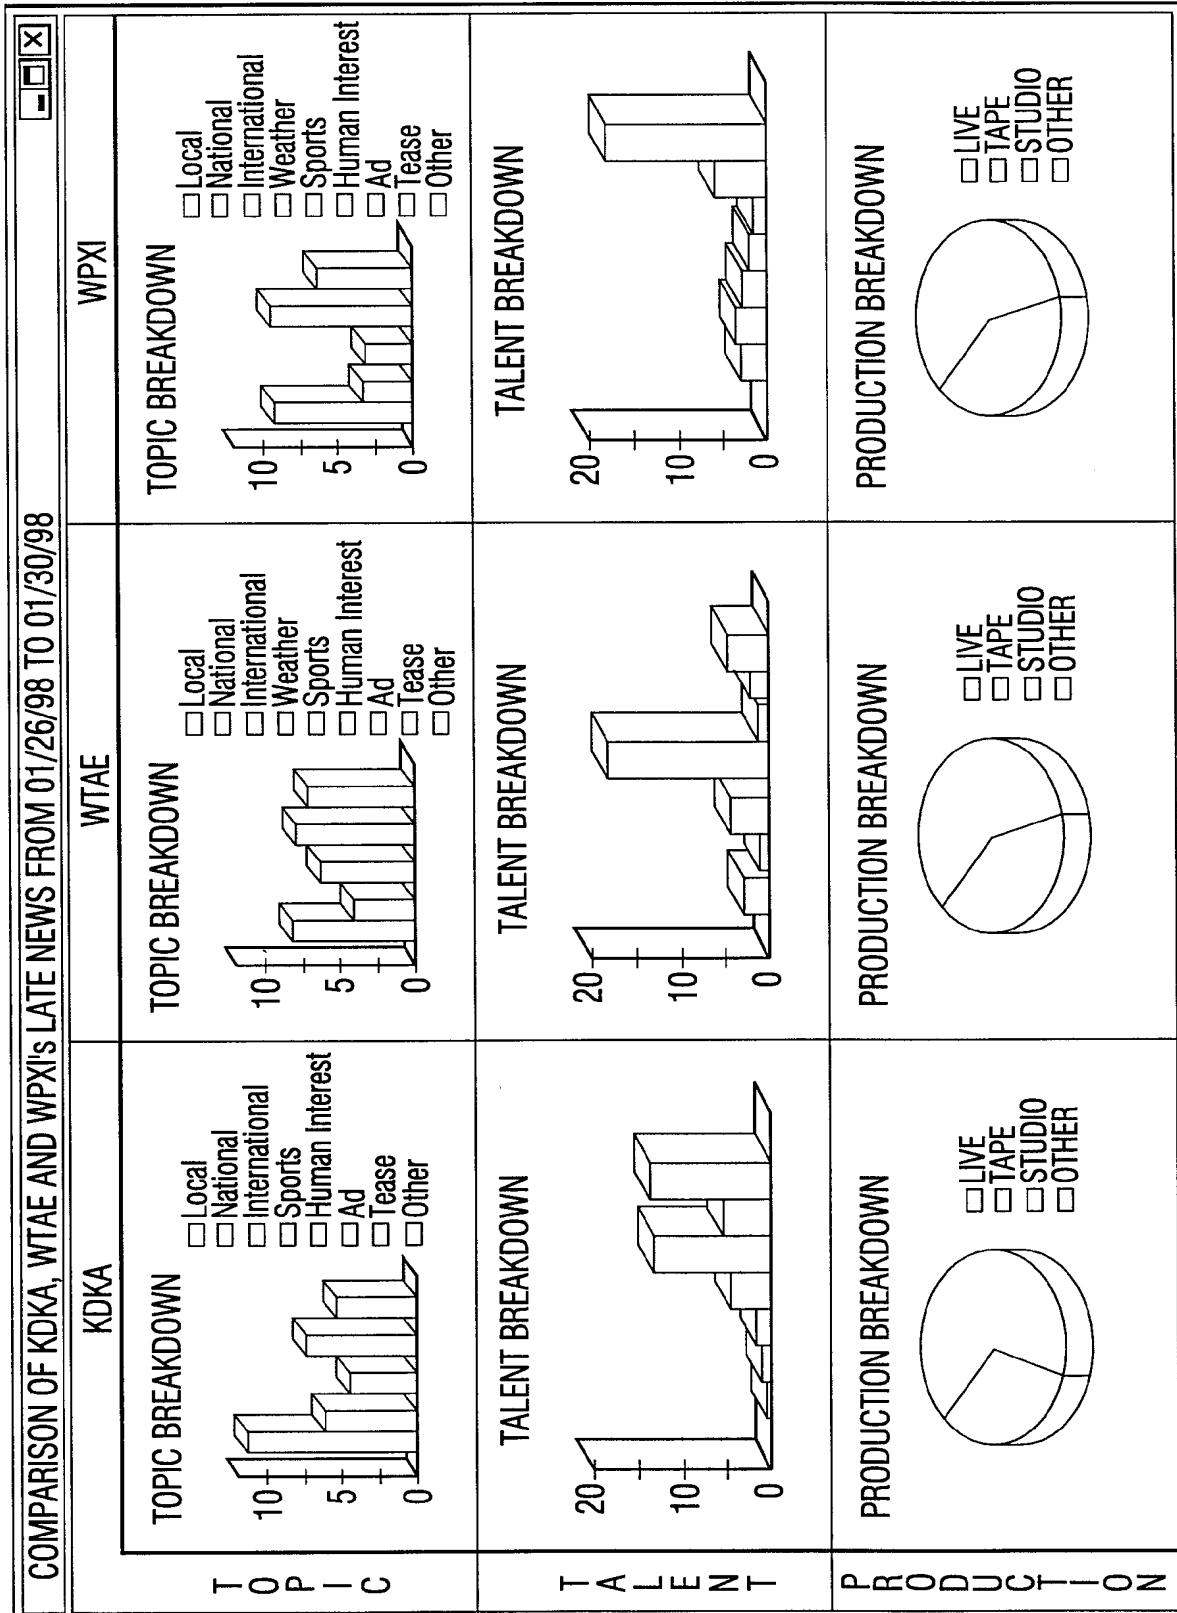 COMPARISON OF KDKA, WTAE AND WPXI's LATE NEWS FROM 01/26/98 TO 01/30/98
KDKA
WTAE
WPXI
TOPIC
TOPIC BREAKDOWN
10
5
0
Local
National
International
Sports
Human Interest
Ad
Tease
Other
TOPIC BREAKDOWN
10
5
0
Local
National
International
Weather
Sports
Human Interest
Ad
Tease
Other
TOPIC BREAKDOWN
10
5
0
Local
National
International
Weather
Sports
Human Interest
Ad
Tease
Other
TALENT
TALENT BREAKDOWN
20
10
0
TALENT BREAKDOWN
20
10
0
TALENT BREAKDOWN
20
10
0
PRODUCTION
PRODUCTION BREAKDOWN
LIVE
TAPE
STUDIO
OTHER
PRODUCTION BREAKDOWN
LIVE
TAPE
STUDIO
OTHER
PRODUCTION BREAKDOWN
LIVE
TAPE
STUDIO
OTHER